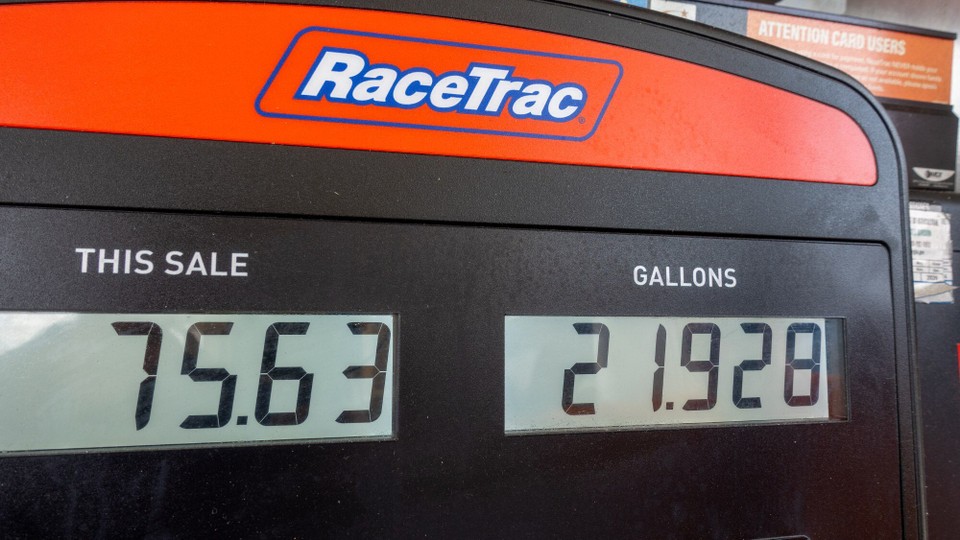 RaceTrac
ATTENTION CARD USERS
THIS SALE
GALLONS
75.63
21.928